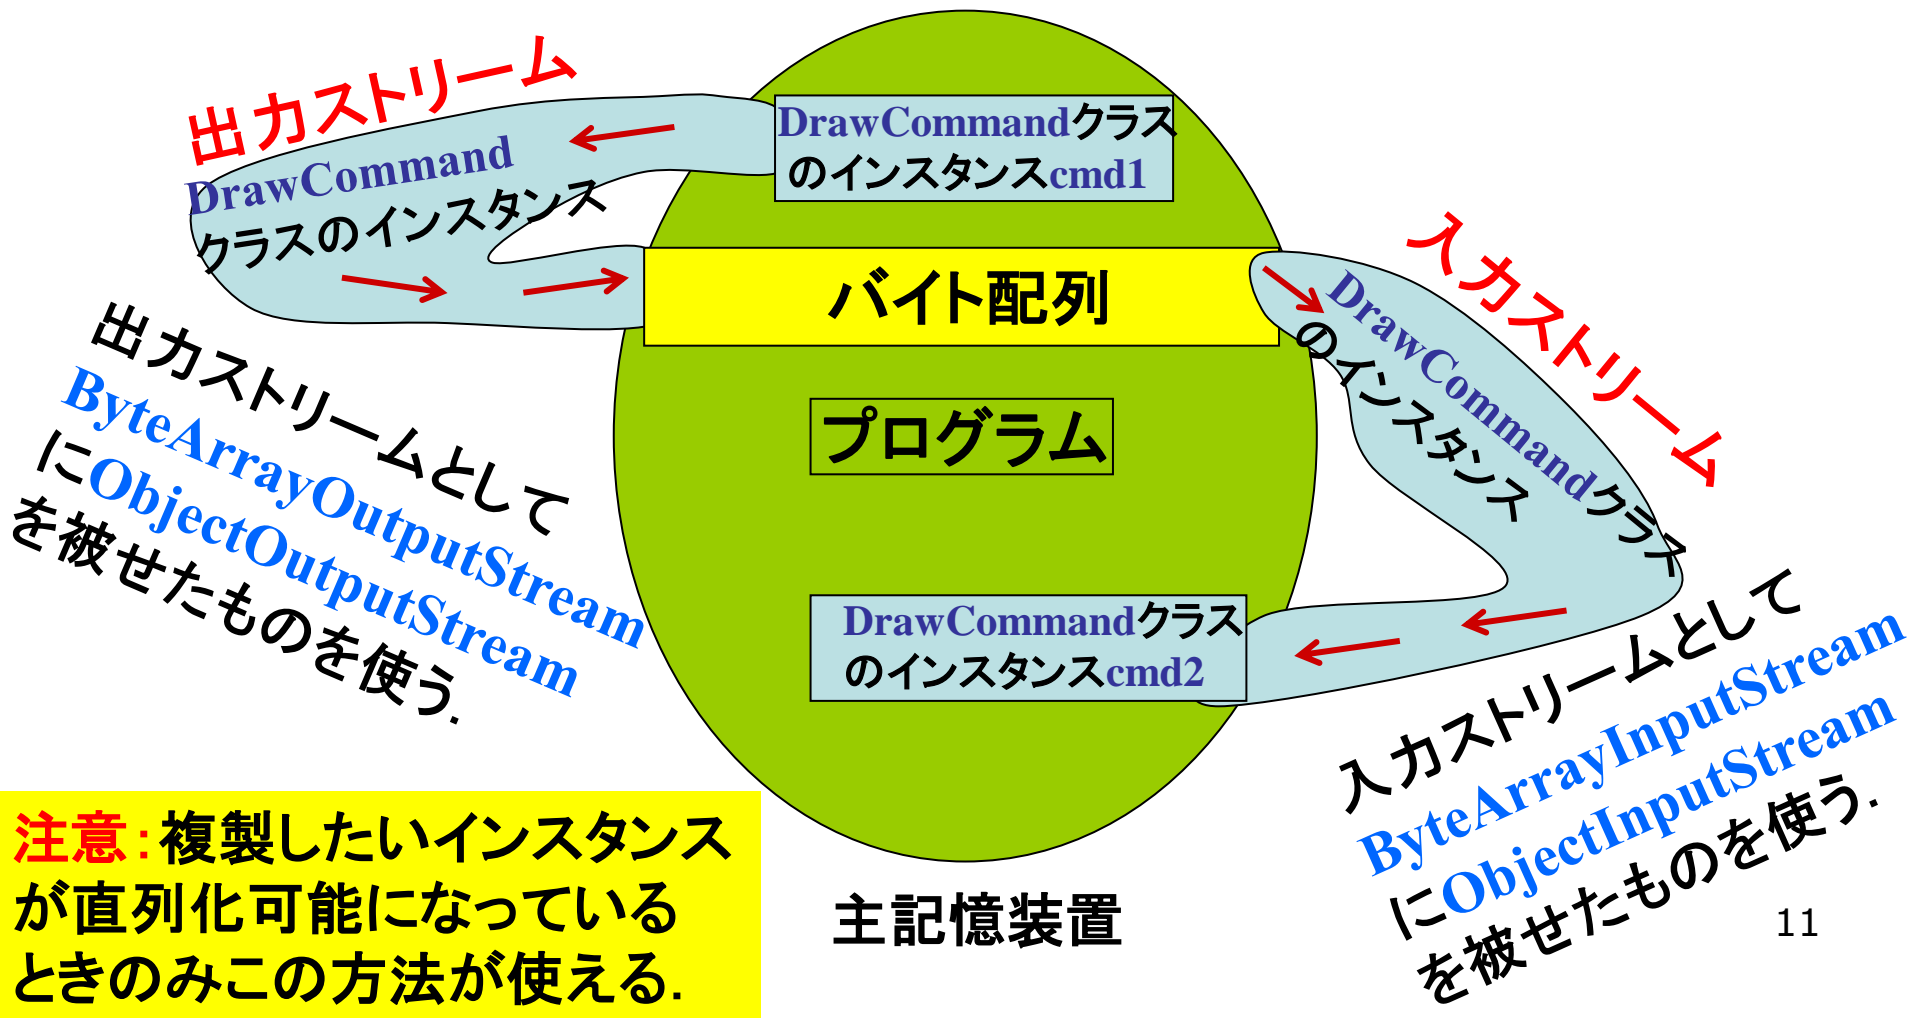 出力ストリーム
DrawCommand
クラスのインスタンス
DrawCommandクラス
のインスタンスcmd1
バイト配列
プログラム
DrawCommandクラス
のインスタンスcmd2
入力ストリーム
DrawCommandクラス
のインスタンス
出力ストリームとして
ByteArrayOutputStream
にObjectOutputStream
を被せたものを使う.
入力ストリームとして
ByteArrayInputStream
にObjectInputStream
を被せたものを使う.
注意:複製したいインスタンス
が直列化可能になっている
ときのみこの方法が使える.
主記憶装置
11